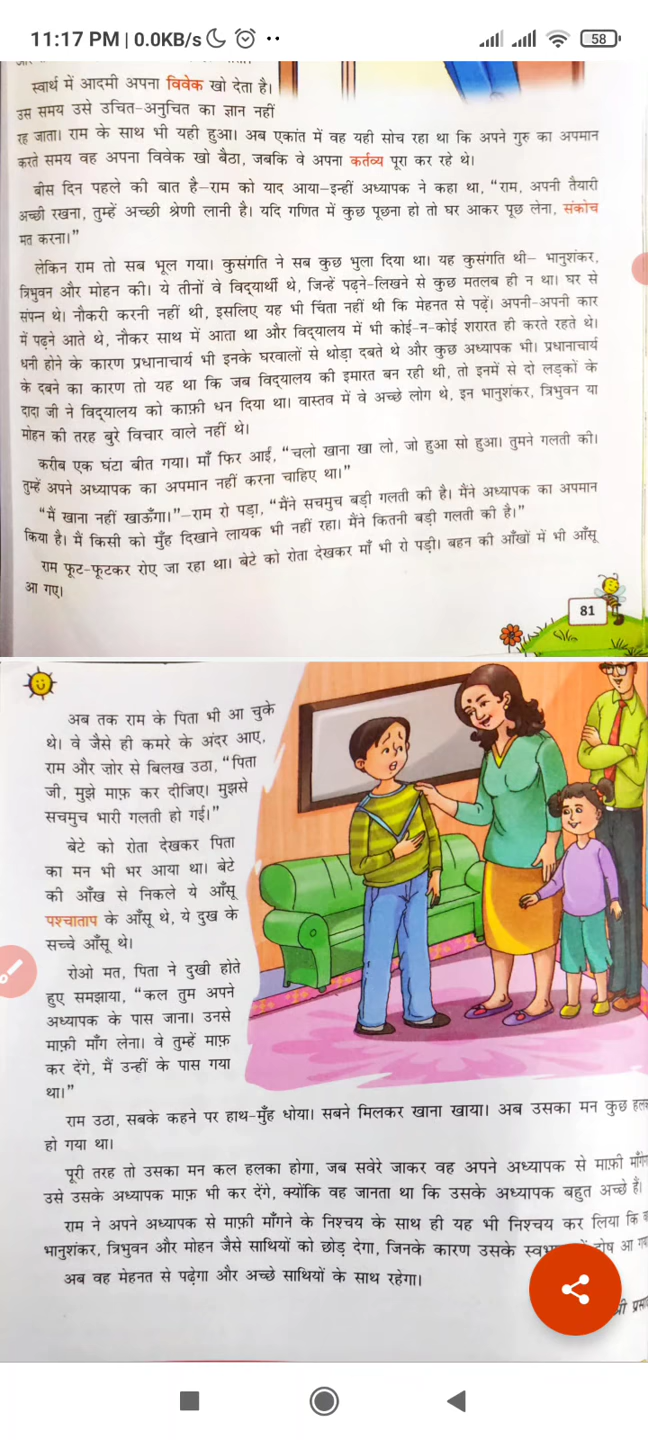 11:17 PM | 0.0KB/s
58
स्वार्थ में आदमी अपना विवेक खो देता है।
उस समय उसे उचित-अनुचित का ज्ञान नहीं
रह जाता। राम के साथ भी यही हुआ। अब एकांत में वह यही सोच रहा था कि अपने गुरु का अपमान
करते समय वह अपना विवेक खो बैठा, जबकि वे अपना कर्तव्य पूरा कर रहे थे।
बीस दिन पहले की बात है–राम को याद आया–इन्हीं अध्यापक ने कहा था, “राम, अपनी तैयारी
अच्छी रखना, तुम्हें अच्छी श्रेणी लानी है। यदि गणित में कुछ पूछना हो तो घर आकर पूछ लेना, संकोच
मत करना।”
लेकिन राम तो सब भूल गया। कुसंगति ने सब कुछ भुला दिया था। यह कुसंगति थी– भानुशंकर,
त्रिभुवन और मोहन की। ये तीनों वे विद्यार्थी थे, जिन्हें पढ़ने-लिखने से कुछ मतलब ही न था। घर से
संपन्न थे। नौकरी करनी नहीं थी, इसलिए यह भी चिंता नहीं थी कि मेहनत से पढ़ें। अपनी-अपनी कार
में पढ़ने आते थे, नौकर साथ में आता था और विद्यालय में भी कोई-न-कोई शरारत ही करते रहते थे।
धनी होने के कारण प्रधानाचार्य भी इनके घरवालों से थोड़ा दबते थे और कुछ अध्यापक भी। प्रधानाचार्य
के दबने का कारण तो यह था कि जब विद्यालय की इमारत बन रही थी, तो इनमें से दो लड़कों के
दादा जी ने विद्यालय को काफ़ी धन दिया था। वास्तव में वे अच्छे लोग थे, इन भानुशंकर, त्रिभुवन या
मोहन की तरह बुरे विचार वाले नहीं थे।
करीब एक घंटा बीत गया। माँ फिर आईं, “चलो खाना खा लो, जो हुआ सो हुआ। तुमने गलती की।
तुम्हें अपने अध्यापक का अपमान नहीं करना चाहिए था।”
“मैं खाना नहीं खाऊँगा।”–राम रो पड़ा, “मैंने सचमुच बड़ी गलती की है। मैंने अध्यापक का अपमान
किया है। मैं किसी को मुँह दिखाने लायक भी नहीं रहा। मैंने कितनी बड़ी गलती की है।”
राम फूट-फूटकर रोए जा रहा था। बेटे को रोता देखकर माँ भी रो पड़ी। बहन की आँखों में भी आँसू
आ गए।
81
अब तक राम के पिता भी आ चुके
थे। वे जैसे ही कमरे के अंदर आए,
राम और ज़ोर से बिलख उठा, “पिता
जी, मुझे माफ़ कर दीजिए। मुझसे
सचमुच भारी गलती हो गई।”
बेटे को रोता देखकर पिता
का मन भी भर आया था। बेटे
की आँख से निकले ये आँसू
पश्चाताप के आँसू थे, ये दुख के
सच्चे आँसू थे।
रोओ मत, पिता ने दुखी होते
हुए समझाया, “कल तुम अपने
अध्यापक के पास जाना। उनसे
माफ़ी माँग लेना। वे तुम्हें माफ़
कर देंगे, मैं उन्हीं के पास गया
था।”
राम उठा, सबके कहने पर हाथ-मुँह धोया। सबने मिलकर खाना खाया। अब उसका मन कुछ
हो गया था।
पूरी तरह तो उसका मन कल हलका होगा, जब सवेरे जाकर वह अपने अध्यापक से माफ़ी
उसे उसके अध्यापक माफ़ भी कर देंगे, क्योंकि वह जानता था कि उसके अध्यापक बहुत अच्छे हैं।
राम ने अपने अध्यापक से माफ़ी माँगने के निश्चय के साथ ही यह भी निश्चय कर लिया कि
भानुशंकर, त्रिभुवन और मोहन जैसे साथियों को छोड़ देगा, जिनके कारण उसके दोष आ
अब वह मेहनत से पढ़ेगा और अच्छे साथियों के साथ रहेगा।